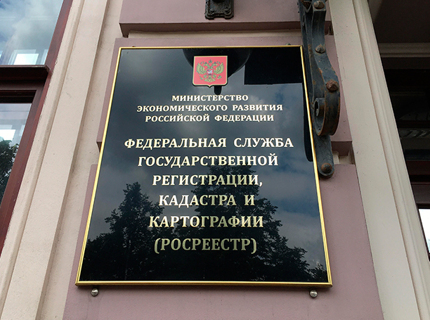 МИНИСТЕРСТВО
ЭКОНОМИЧЕСКОГО РАЗВИТИЯ
РОССИЙСКОЙ ФЕДЕРАЦИИ
ФЕДЕРАЛЬНАЯ СЛУЖБА
ГОСУДАРСТВЕННОЙ
РЕГИСТРАЦИИ,
КАДАСТРА И
КАРТОГРАФИИ
(РОСРЕЕСТР)